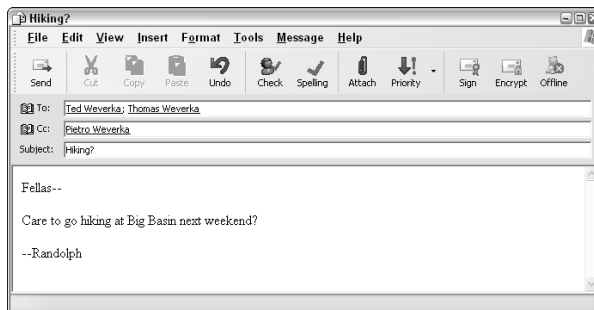 Hiking?
File Edit View Insert Format Tools Message Help
Send Cut Copy Paste Undo Check Spelling Attach Priority Sign Encrypt Offline
To: Ted Weverka; Thomas Weverka
Cc: Pietro Weverka
Subject: Hiking?
Fellas--
Care to go hiking at Big Basin next weekend?
--Randolph